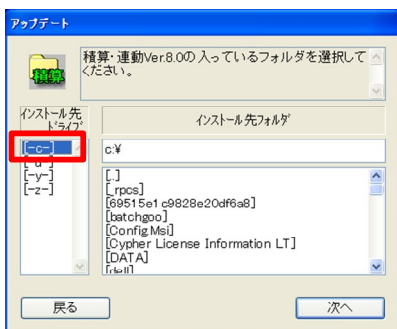 アップデート
積算
積算・連動Ver.8.0の入っているフォルダを選択して
ください。
インストール先
ドライブ
インストール先フォルダ
[-c-]
[-y-]
[-z-]
c:¥
[.]
[_rpcs]
[69515e1c9828e20df6a8]
[batchgoo]
[Config.Msi]
[Cypher License Information LT]
[DATA]
[dell]
戻る
次へ